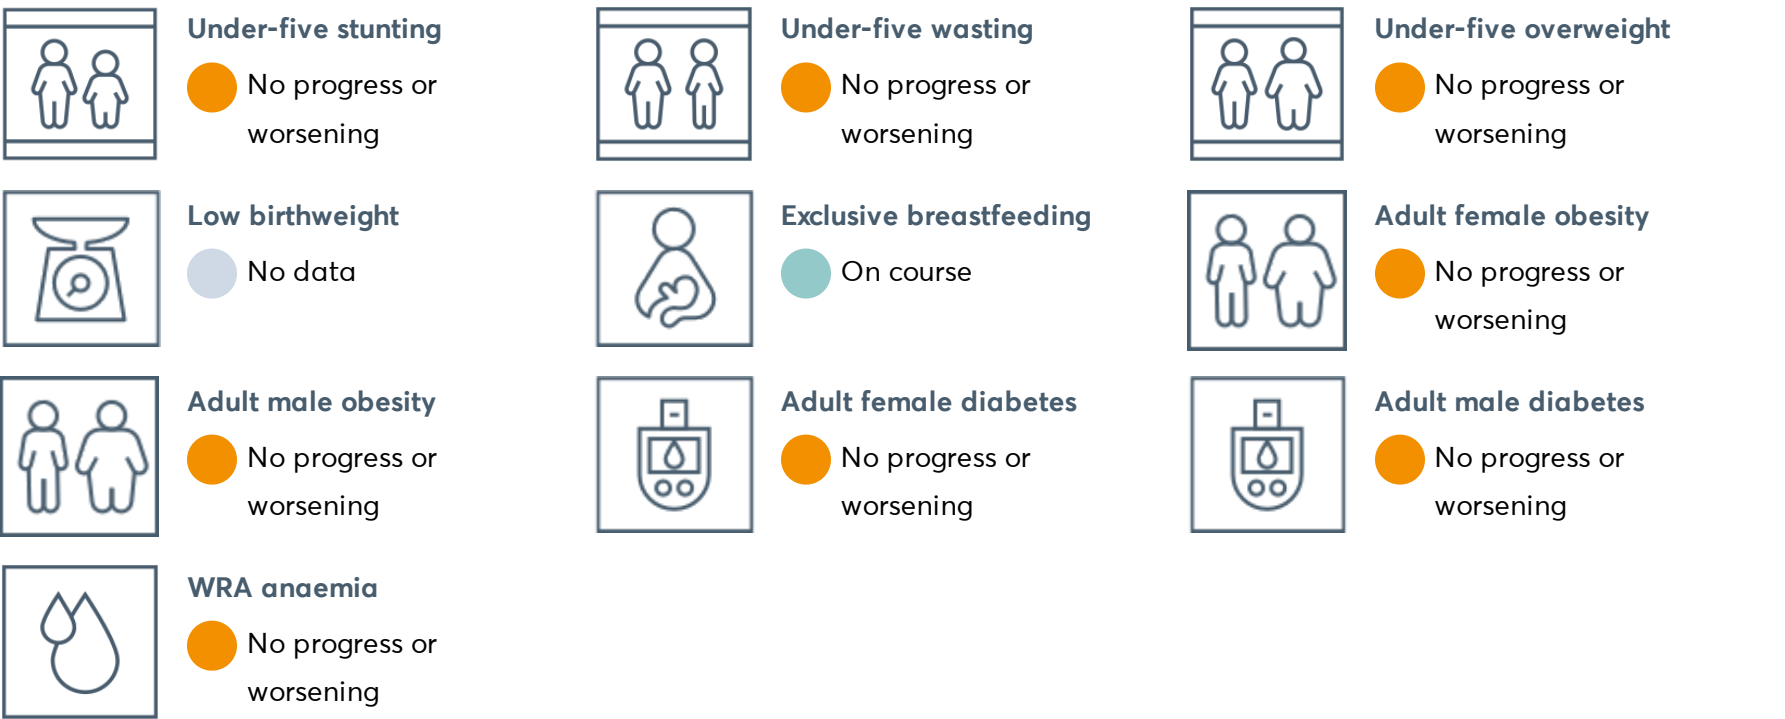 Under-five stunting
No progress or
worsening
Under-five wasting
No progress or
worsening
Under-five overweight
No progress or
worsening
Low birthweight
No data
Exclusive breastfeeding
On course
Adult female obesity
No progress or
worsening
Adult male obesity
No progress or
worsening
Adult female diabetes
No progress or
worsening
Adult male diabetes
No progress or
worsening
WRA anaemia
No progress or
worsening